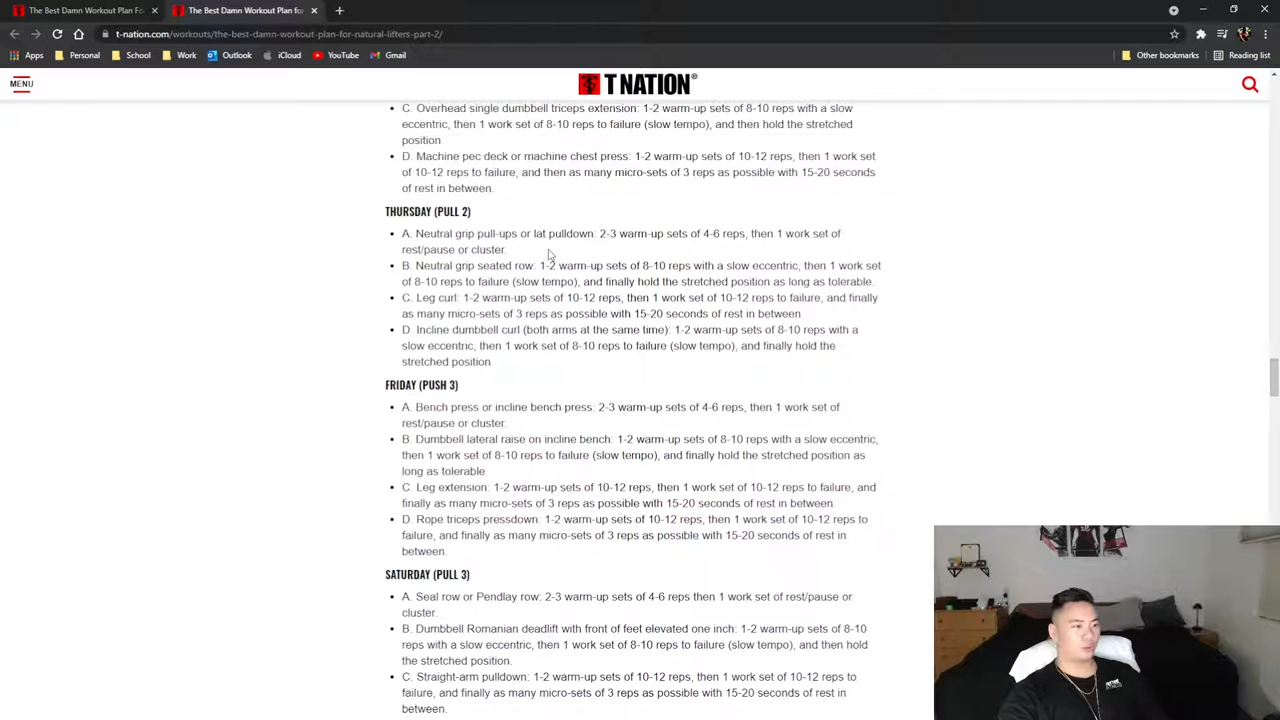 The Best Damn Workout Plan Fo
The Best Damn Workout Plan for
t-nation.com/workouts/the-best-damn-workout-plan-for-natural-lifters-part-2/
Apps
Personal
School
Work
Outlook
iCloud
YouTube
Gmail
Other bookmarks
Reading list
MENU
T NATION®
C. Overhead single dumbbell triceps extension: 1-2 warm-up sets of 8-10 reps with a slow
eccentric, then 1 work set of 8-10 reps to failure (slow tempo), and then hold the stretched
position.
D. Machine pec deck or machine chest press: 1-2 warm-up sets of 10-12 reps, then 1 work set
of 10-12 reps to failure, and then as many micro-sets of 3 reps as possible with 15-20 seconds
of rest in between.
THURSDAY (PULL 2)
A. Neutral grip pull-ups or lat pulldown: 2-3 warm-up sets of 4-6 reps, then 1 work set of
rest/pause or cluster.
B. Neutral grip seated row: 1-2 warm-up sets of 8-10 reps with a slow eccentric, then 1 work set
of 8-10 reps to failure (slow tempo), and finally hold the stretched position as long as tolerable.
C. Leg curl: 1-2 warm-up sets of 10-12 reps, then 1 work set of 10-12 reps to failure, and finally
as many micro-sets of 3 reps as possible with 15-20 seconds of rest in between.
D. Incline dumbbell curl (both arms at the same time): 1-2 warm-up sets of 8-10 reps with a
slow eccentric, then 1 work set of 8-10 reps to failure (slow tempo), and finally hold the
stretched position
FRIDAY (PUSH 3)
A. Bench press or incline bench press: 2-3 warm-up sets of 4-6 reps, then 1 work set of
rest/pause or cluster.
B. Dumbbell lateral raise on incline bench: 1-2 warm-up sets of 8-10 reps with a slow eccentric,
then 1 work set of 8-10 reps to failure (slow tempo), and finally hold the stretched position as
long as tolerable.
C. Leg extension: 1-2 warm-up sets of 10-12 reps, then 1 work set of 10-12 reps to failure, and
finally as many micro-sets of 3 reps as possible with 15-20 seconds of rest in between.
D. Rope triceps pressdown: 1-2 warm-up sets of 10-12 reps, then 1 work set of 10-12 reps to
failure, and finally as many micro-sets of 3 reps as possible with 15-20 seconds of rest in
between.
SATURDAY (PULL 3)
A. Seal row or Pendlay row: 2-3 warm-up sets of 4-6 reps then 1 work set of rest/pause or
cluster.
B. Dumbbell Romanian deadlift with front of feet elevated one inch: 1-2 warm-up sets of 8-10
reps with a slow eccentric, then 1 work set of 8-10 reps to failure (slow tempo), and then hold
the stretched position.
C. Straight-arm pulldown: 1-2 warm-up sets of 10-12 reps, then 1 work set of 10-12 reps to
failure, and finally as many micro-sets of 3 reps as possible with 15-20 seconds of rest in
between.